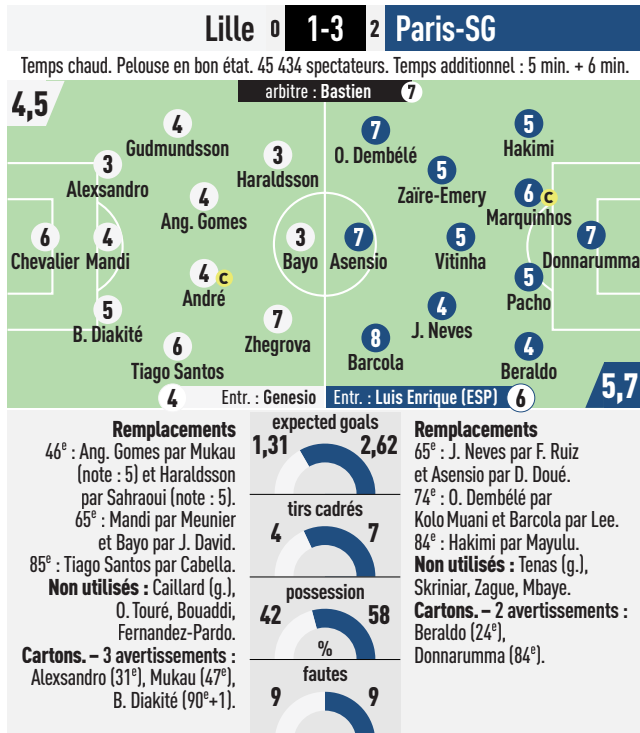 Lille 0 1-3 2 Paris-SG
Temps chaud. Pelouse en bon état. 45 434 spectateurs. Temps additionnel : 5 min. + 6 min.
arbitre : Bastien 7
4,5
4
Gudmundsson
3
Alexsandro
3
Haraldsson
4
Ang. Gomes
6
Chevalier
4
Mandi
3
Bayo
4 C
André
5
B. Diakité
7
Zhegrova
6
Tiago Santos
7
O. Dembélé
5
Hakimi
5
Zaïre-Emery
6 C
Marquinhos
7
Asensio
5
Vitinha
7
Donnarumma
5
Pacho
4
J. Neves
8
Barcola
4
Beraldo
5,7
4 Entr. : Genesio
Entr. : Luis Enrique (ESP) 6
Remplacements
46e : Ang. Gomes par Mukau
(note : 5) et Haraldsson
par Sahraoui (note : 5).
65e : Mandi par Meunier
et Bayo par J. David.
85e : Tiago Santos par Cabella.
Non utilisés : Caillard (g.),
O. Touré, Bouaddi,
Fernandez-Pardo.
Cartons. – 3 avertissements :
Alexsandro (31e), Mukau (47e),
B. Diakité (90e+1).
expected goals
1,31 2,62
tirs cadrés
4 7
possession
42 58
%
fautes
9 9
Remplacements
65e : J. Neves par F. Ruiz
et Asensio par D. Doué.
74e : O. Dembélé par
Kolo Muani et Barcola par Lee.
84e : Hakimi par Mayulu.
Non utilisés : Tenas (g.),
Skriniar, Zague, Mbaye.
Cartons. – 2 avertissements :
Beraldo (24e),
Donnarumma (84e).